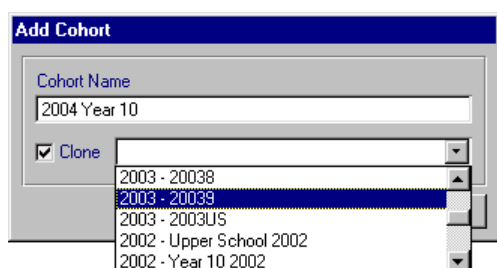 Add Cohort
Cohort Name
2004 Year 10
Clone
2003 - 20038
2003 - 20039
2003 - 2003US
2002 - Upper School 2002
2002 - Year 10 2002